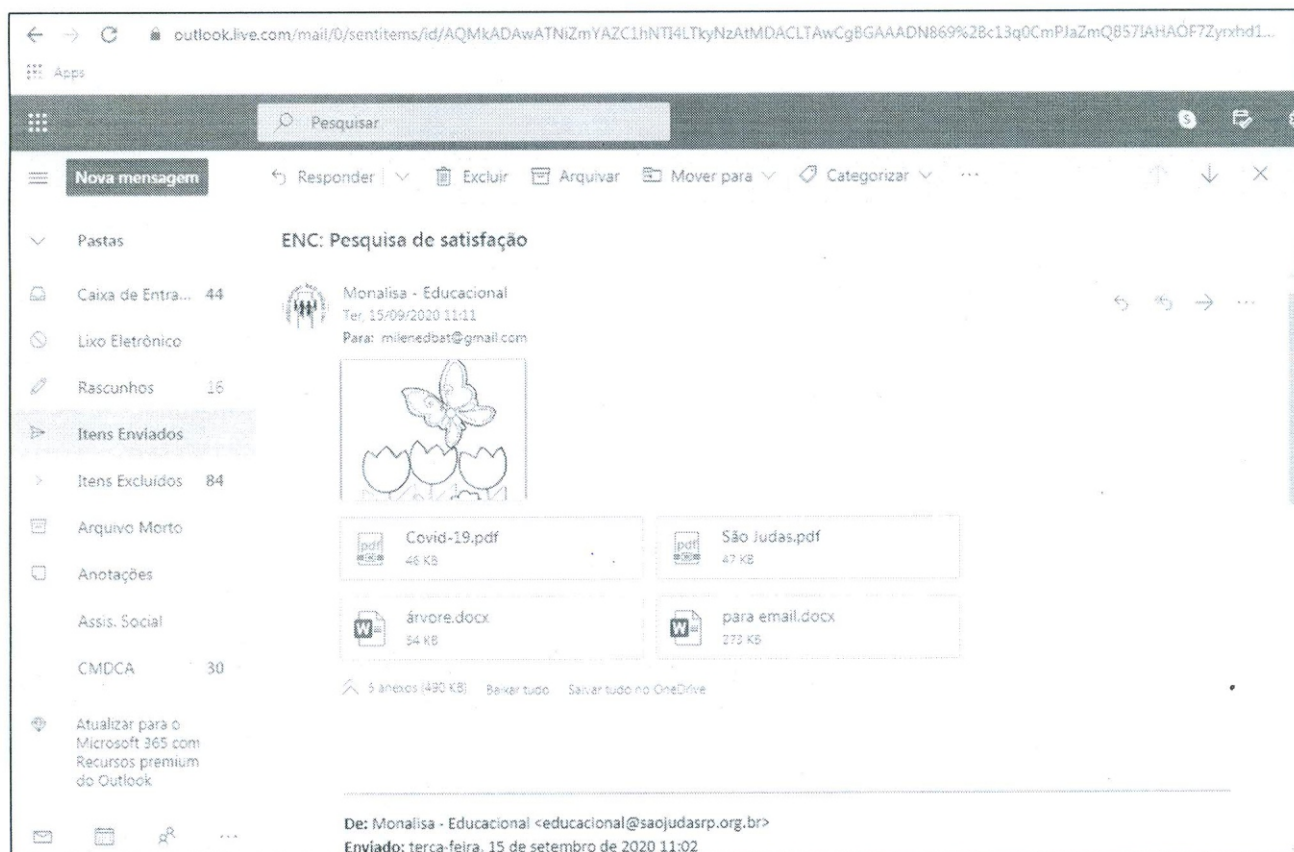 outlook.live.com/mail/0/sentitems/id/AQMkADAwATNiZmYAZC1hNTI4LTkyNzAtMDACLTAwCgBGAAADN869%2Bc13q0CmPJaZmQB57IAHAOF7Zyrxhd1...
Apps
Pesquisar
Nova mensagem
Responder Excluir Arquivar Mover para Categorizar ...
Pastas
ENC: Pesquisa de satisfação
Caixa de Entra... 44
Monalisa - Educacional
Ter, 15/09/2020 11:11
Para: milenedbat@gmail.com
Lixo Eletrônico
Rascunhos 16
Itens Enviados
Itens Excluídos 84
Arquivo Morto
Anotações
Assis. Social
CMDCA 30
Atualizar para o
Microsoft 365 com
Recursos premium
do Outlook
pdf Covid-19.pdf
46 KB
pdf São Judas.pdf
47 KB
W árvore.docx
54 KB
W para email.docx
273 KB
5 anexos (490 KB) Baixar tudo Salvar tudo no OneDrive
De: Monalisa - Educacional <educacional@saojudasrp.org.br>
Enviado: terça-feira, 15 de setembro de 2020 11:02